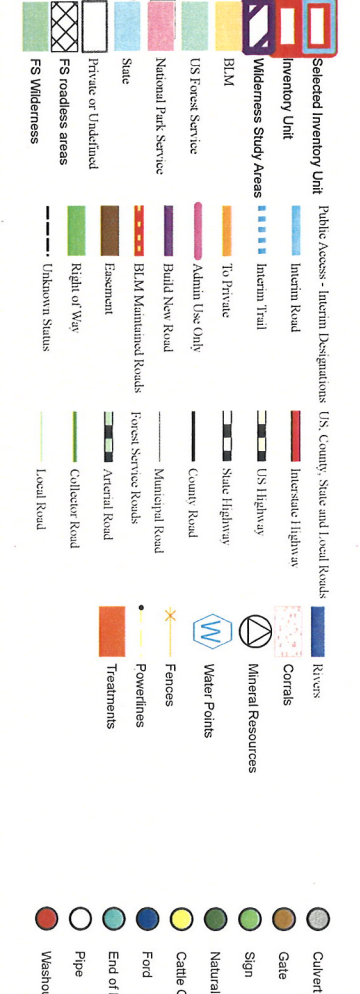 Selected Inventory Unit
Inventory Unit
Wilderness Study Areas
BLM
US Forest Service
National Park Service
State
Private or Undefined
FS roadless areas
FS Wilderness
Public Access - Interim Designations
Interim Road
Interim Trail
To Private
Admin Use Only
Build New Road
BLM Maintained Roads
Easement
Right of Way
Unknown Status
U.S, County, State and Local Roads
Interstate Highway
US Highway
State Highway
County Road
Municipal Road
Forest Service Roads
Arterial Road
Collector Road
Local Road
Rivers
Corrals
Mineral Resources
W
Water Points
Fences
Powerlines
Treatments
Culvert
Gate
Sign
Natural
Cattle
Ford
End of
Pipe